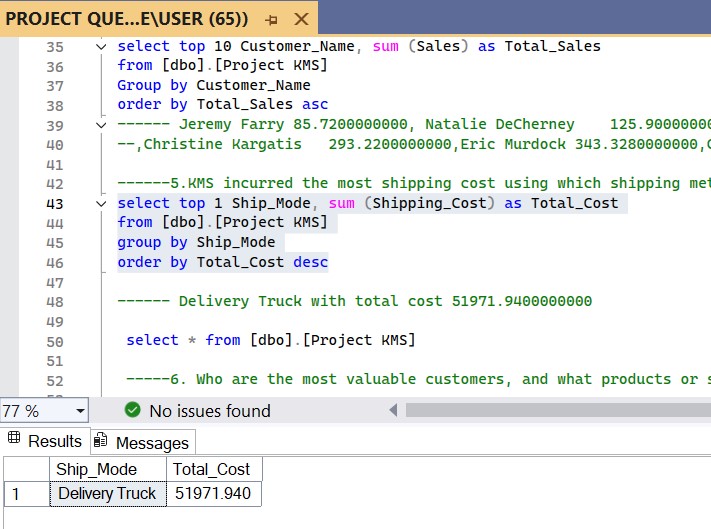 PROJECT QUE...E\USER (65))
35 select top 10 Customer_Name, sum (Sales) as Total_Sales
36 from [dbo].[Project KMS]
37 Group by Customer_Name
38 order by Total_Sales asc
39 ------ Jeremy Farry 85.7200000000, Natalie DeCherney 125.90000000
40 --,Christine Kargatis 293.2200000000,Eric Murdock 343.3280000000,
41
42 ------5.KMS incurred the most shipping cost using which shipping
43 select top 1 Ship_Mode, sum (Shipping_Cost) as Total_Cost
44 from [dbo].[Project KMS]
45 group by Ship_Mode
46 order by Total_Cost desc
47
48 ------ Delivery Truck with total cost 51971.9400000000
49
50 select * from [dbo].[Project KMS]
51
52 -----6. Who are the most valuable customers, and what products or
77 % No issues found
Results Messages
Ship_Mode Total_Cost
1 Delivery Truck 51971.940